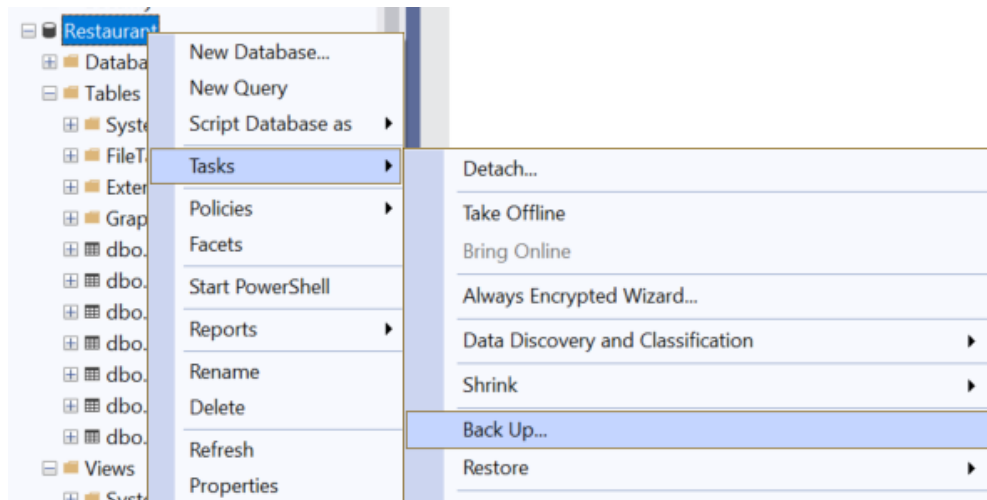 Restaurant
Databa
Tables
Syste
FileT
Exter
Grap
dbo.
dbo.
dbo.
dbo.
dbo.
dbo.
dbo.
Views
Syste
New Database...
New Query
Script Database as
Tasks
Policies
Facets
Start PowerShell
Reports
Rename
Delete
Refresh
Properties
Detach...
Take Offline
Bring Online
Always Encrypted Wizard...
Data Discovery and Classification
Shrink
Back Up...
Restore